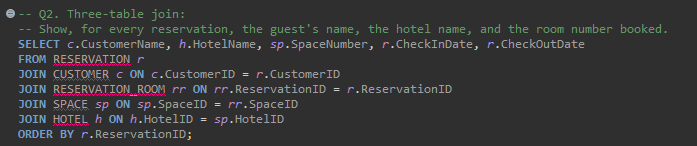 -- Q2. Three-table join:
-- Show, for every reservation, the guest's name, the hotel name, and the room number booked.
SELECT c.CustomerName, h.HotelName, sp.SpaceNumber, r.CheckInDate, r.CheckOutDate
FROM RESERVATION r
JOIN CUSTOMER c ON c.CustomerID = r.CustomerID
JOIN RESERVATION_ROOM rr ON rr.ReservationID = r.ReservationID
JOIN SPACE sp ON sp.SpaceID = rr.SpaceID
JOIN HOTEL h ON h.HotelID = sp.HotelID
ORDER BY r.ReservationID;